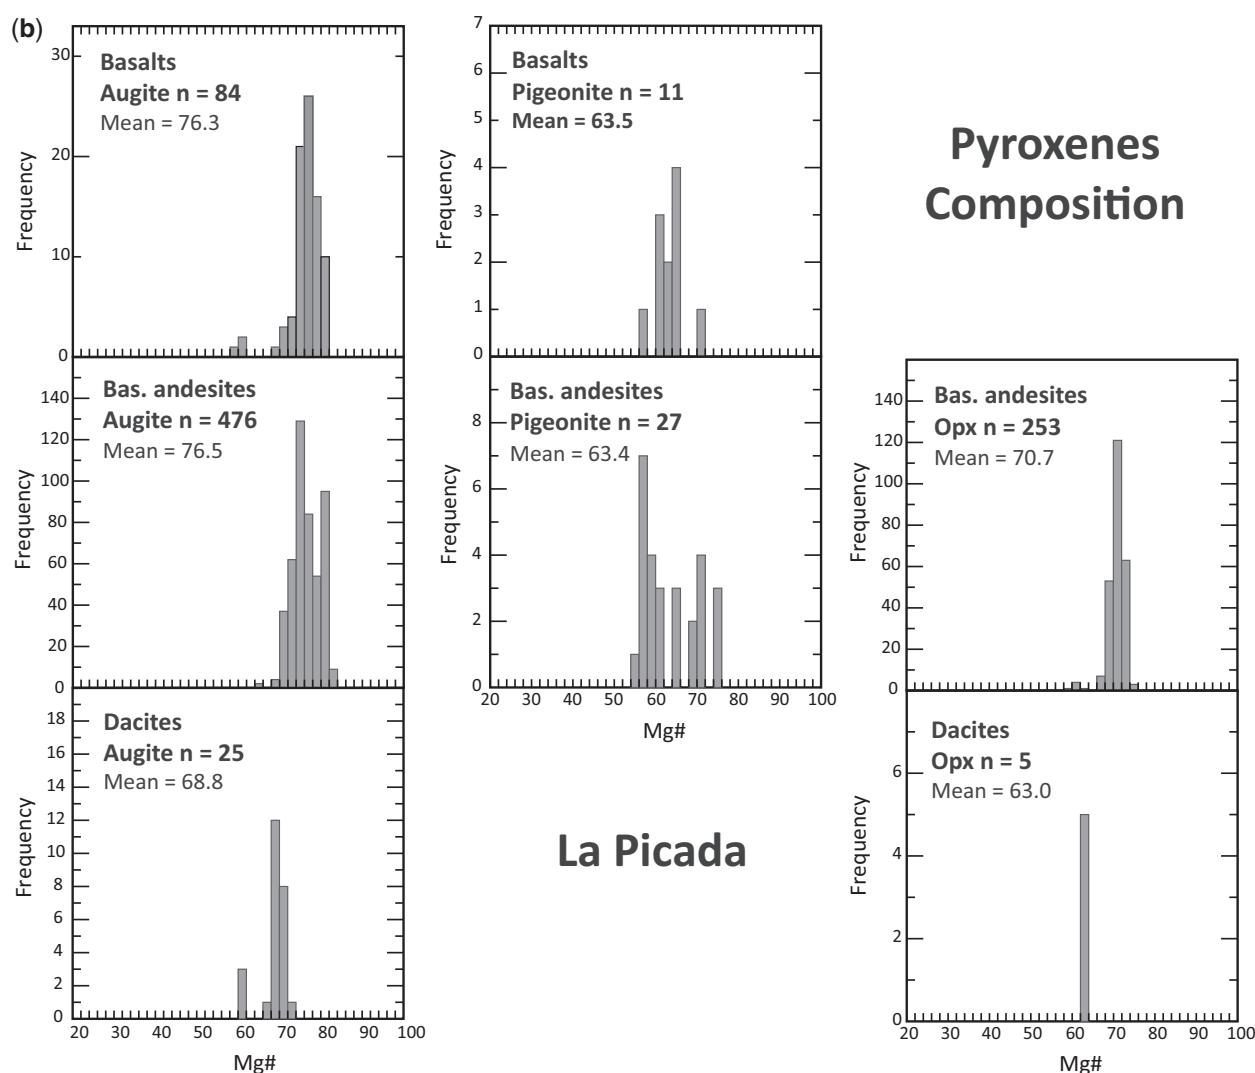 (b)
Basalts
Augite n = 84
Mean = 76.3
Frequency
30
20
10
0
Basalts
Pigeonite n = 11
Mean = 63.5
Frequency
7
6
5
4
3
2
1
0
Pyroxenes
Composition
Bas. andesites
Augite n = 476
Mean = 76.5
Frequency
140
120
100
80
60
40
20
0
Bas. andesites
Pigeonite n = 27
Mean = 63.4
Frequency
8
6
4
2
0
20 30 40 50 60 70 80 90 100
Mg#
Bas. andesites
Opx n = 253
Mean = 70.7
Frequency
140
120
100
80
60
40
20
0
Dacites
Augite n = 25
Mean = 68.8
Frequency
18
16
14
12
10
8
6
4
2
0
20 30 40 50 60 70 80 90 100
Mg#
La Picada
Dacites
Opx n = 5
Mean = 63.0
Frequency
6
4
2
0
20 30 40 50 60 70 80 90 100
Mg#